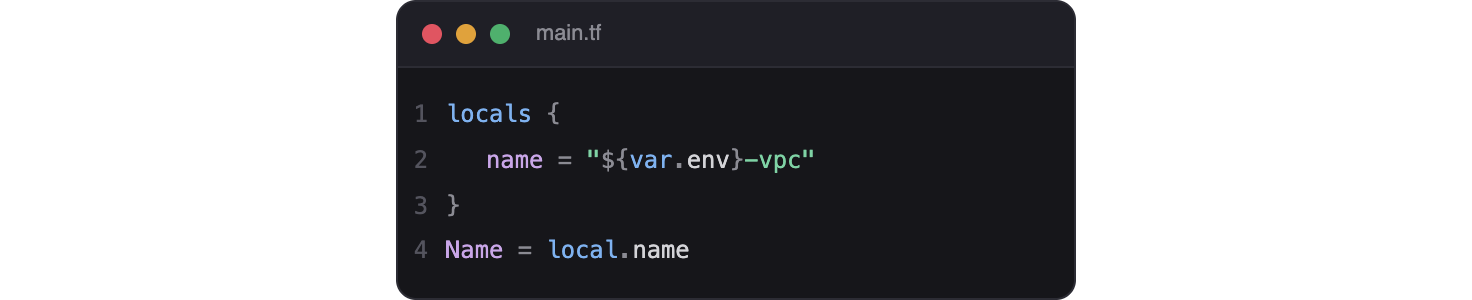 main.tf
1 locals {
2 name = "${var.env}-vpc"
3 }
4 Name = local.name